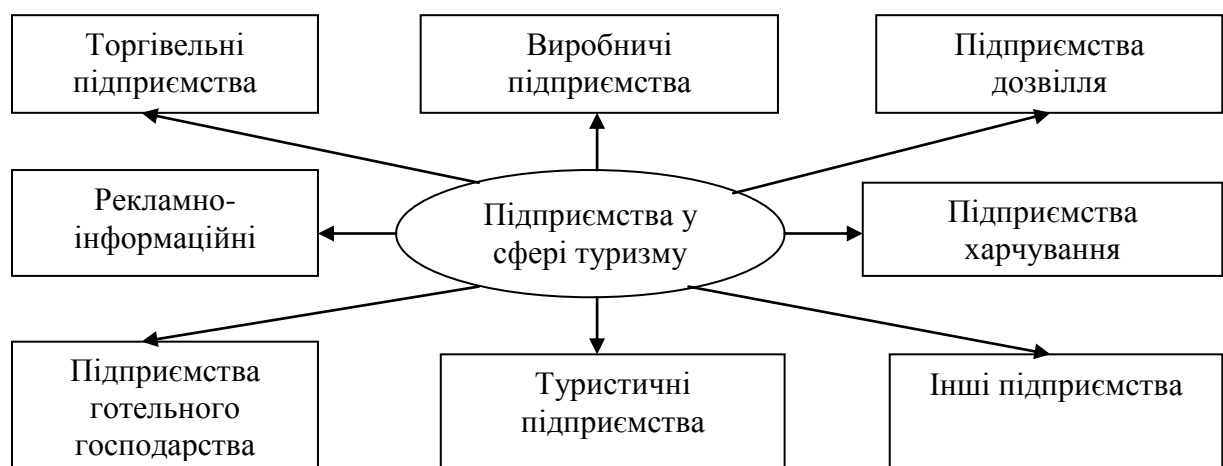 Торгівельні
підприємства
Виробничі
підприємства
Підприємства
дозвілля
Рекламно-
інформаційні
Підприємства у
сфері туризму
Підприємства
харчування
Підприємства
готельного
господарства
Туристичні
підприємства
Інші підприємства